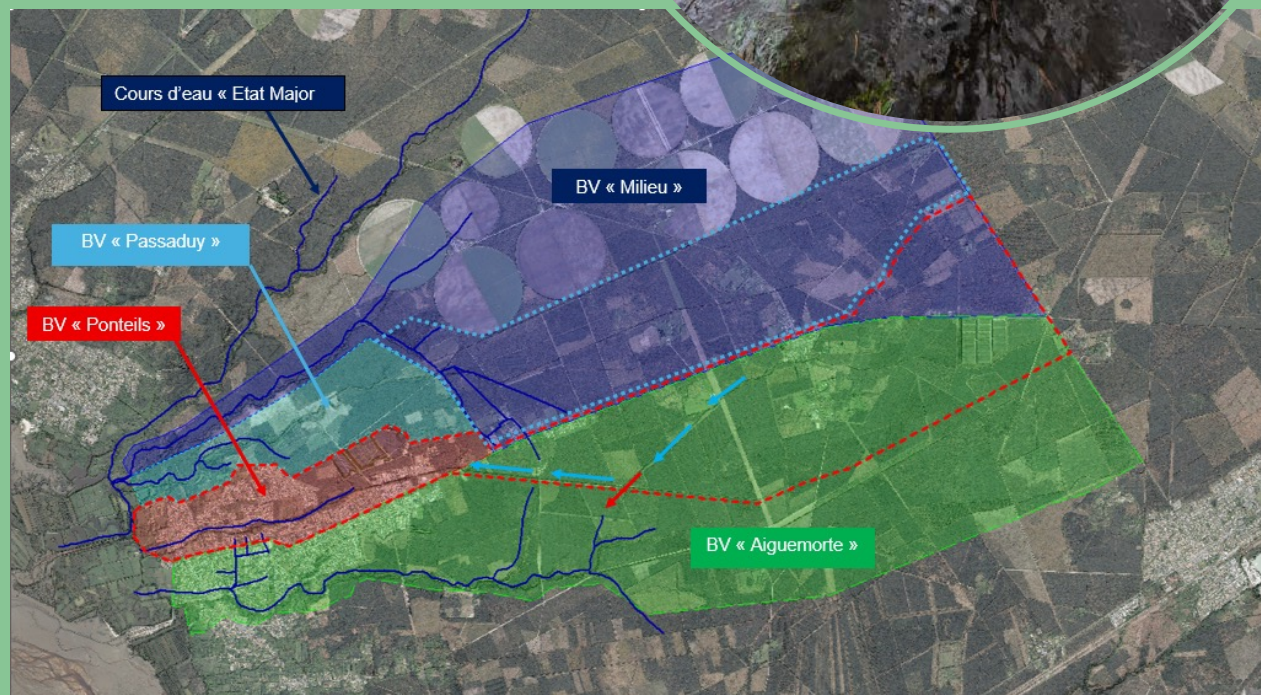 Cours d'eau « Etat Major
BV « Milieu »
BV « Passaduy »
BV « Ponteils »
BV « Aiguemorte »